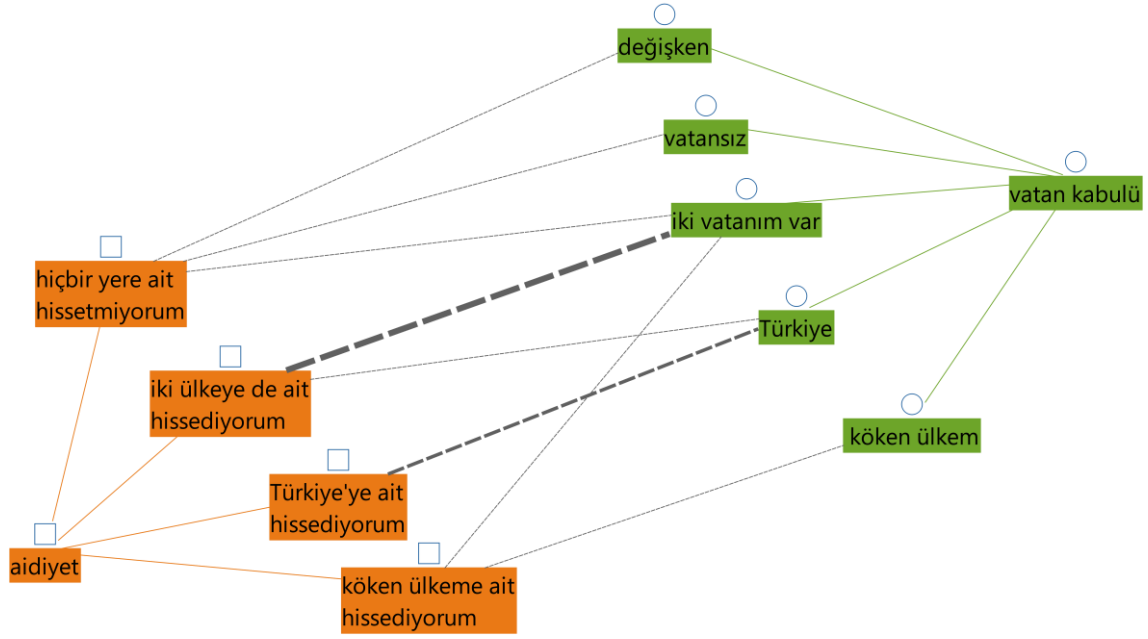 değişken
vatansız
vatan kabulü
iki vatanım var
hiçbir yere ait
hissetmiyorum
Türkiye
iki ülkeye de ait
hissediyorum
köken ülkem
Türkiye'ye ait
hissediyorum
aidiyet
köken ülkeme ait
hissediyorum